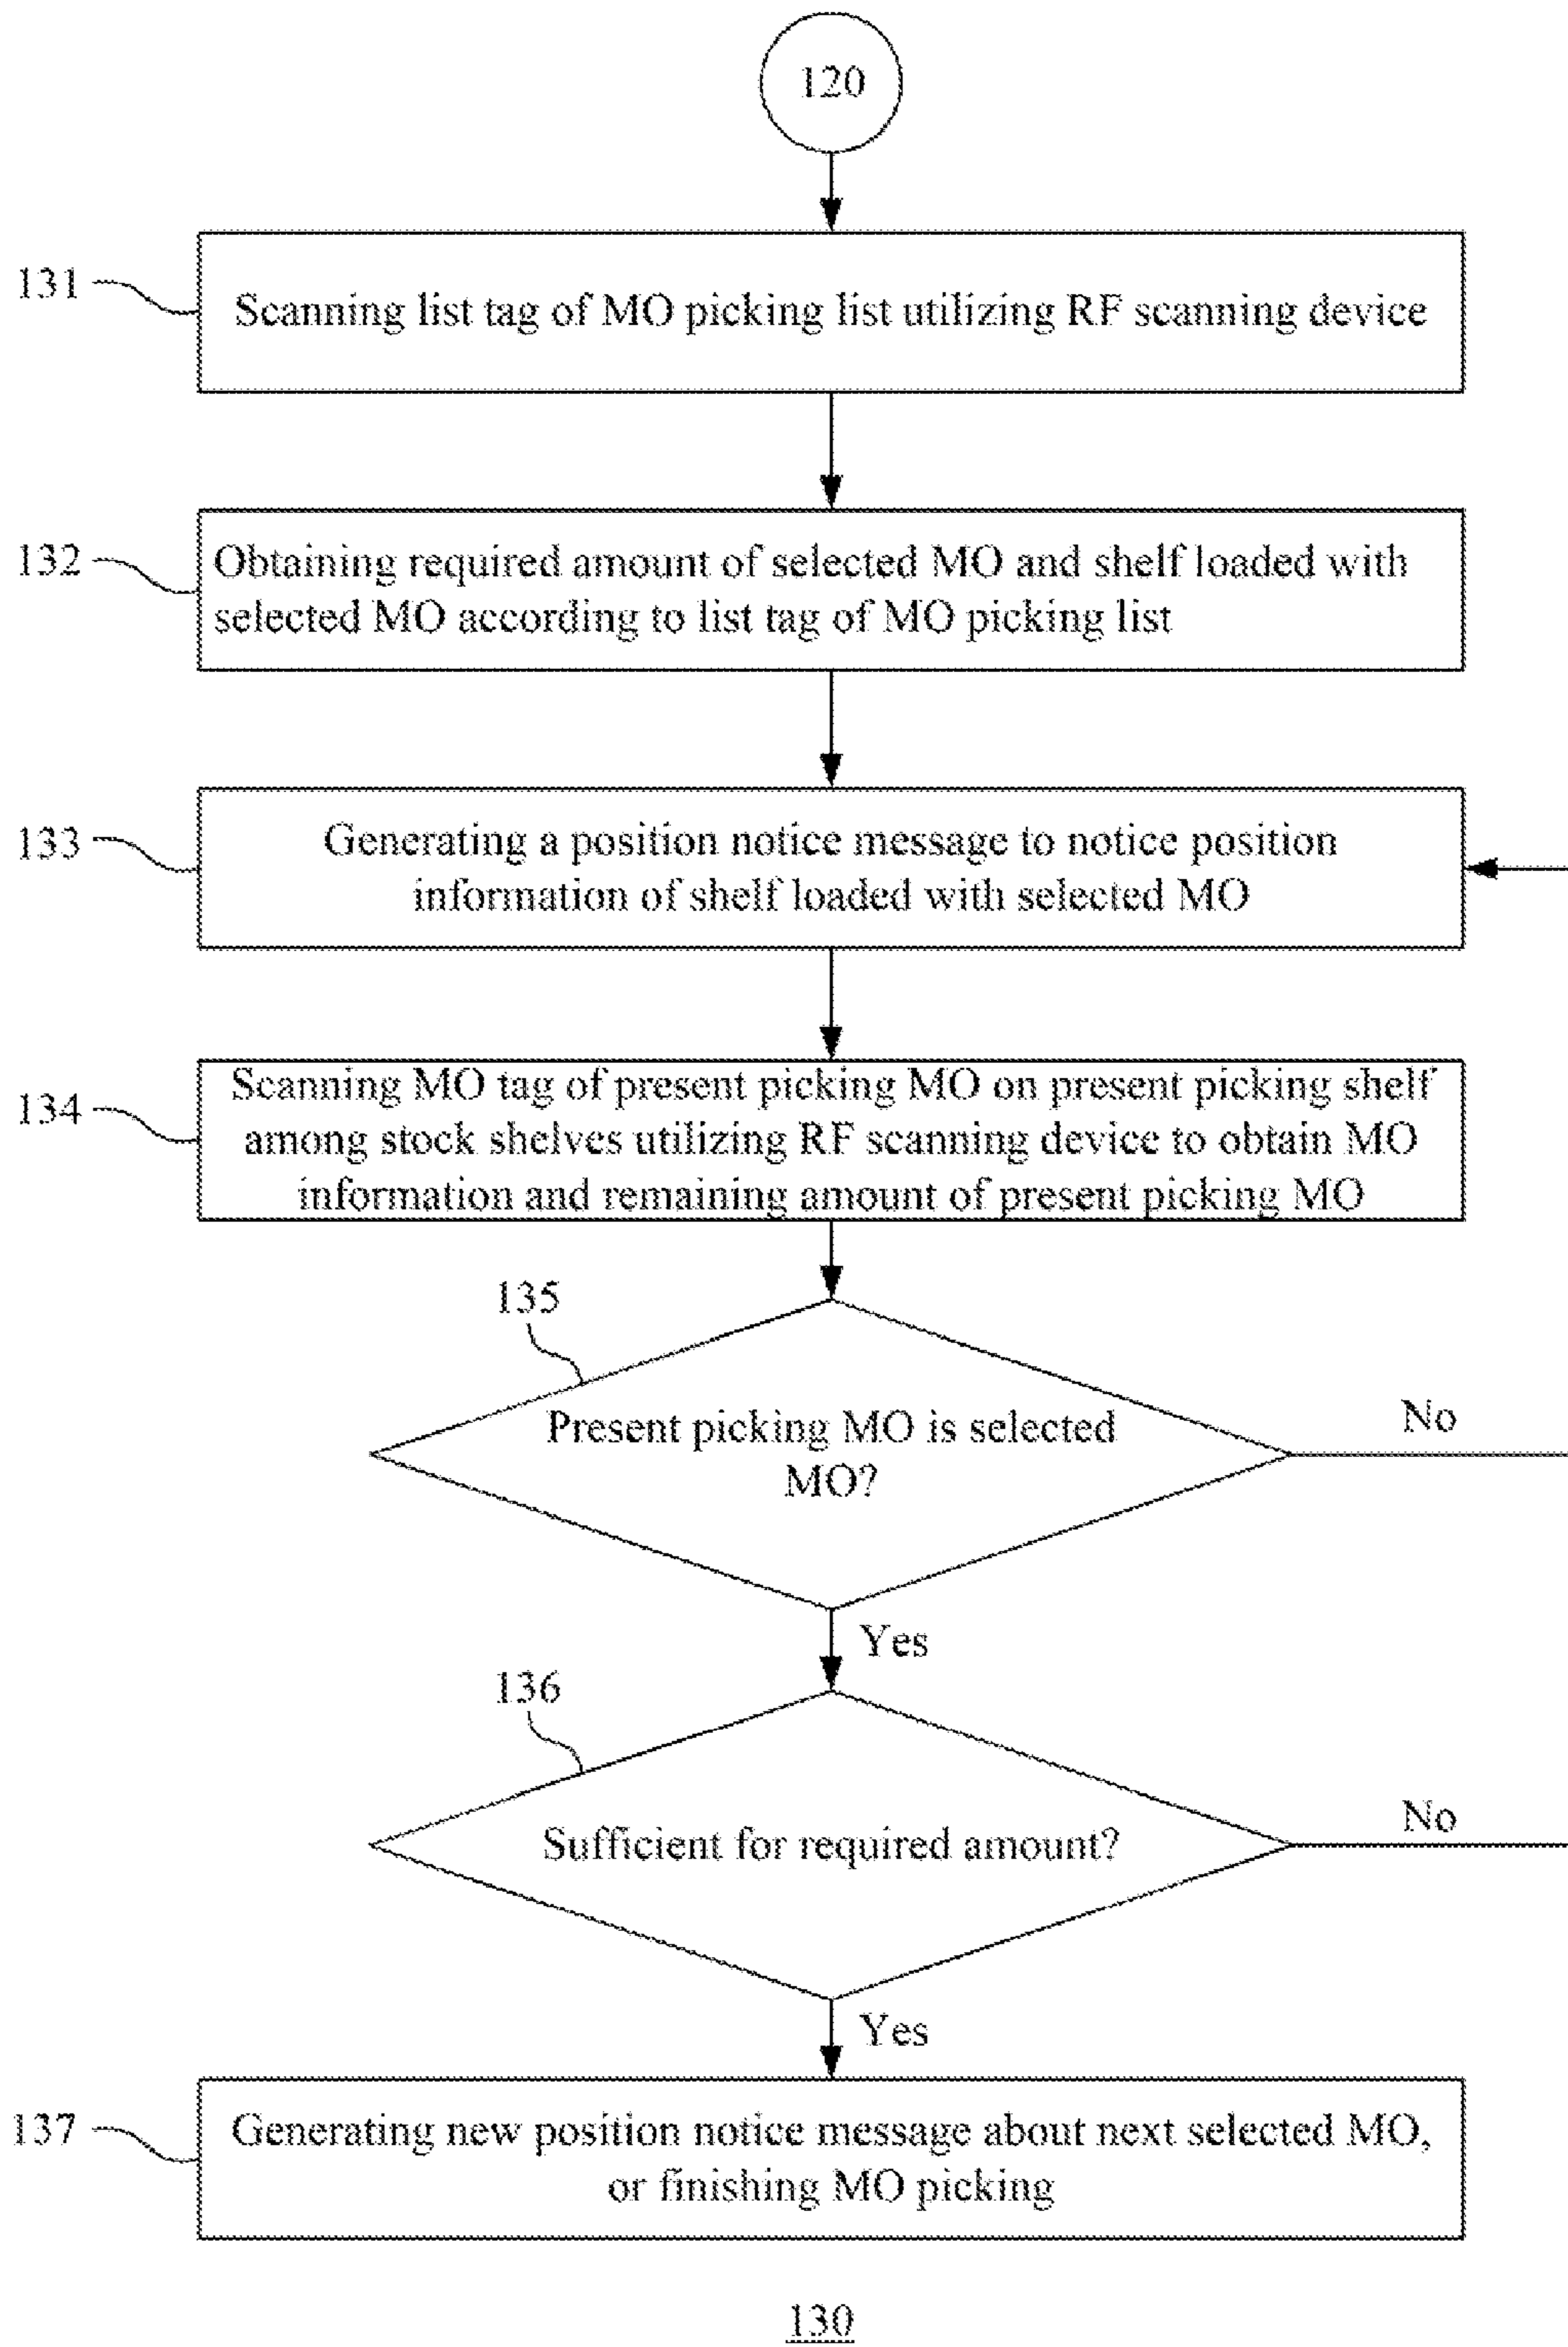 120
131
Scanning list tag of MO picking list utilizing RF scanning device
132
Obtaining required amount of selected MO and shelf loaded with
selected MO according to list tag of MO picking list
133
Generating a position notice message to notice position
information of shelf loaded with selected MO
134
Scanning MO tag of present picking MO on present picking shelf
among stock shelves utilizing RF scanning device to obtain MO
information and remaining amount of present picking MO
135
Present picking MO is selected
MO?
No
Yes
136
Sufficient for required amount?
No
Yes
137
Generating new position notice message about next selected MO,
or finishing MO picking
130